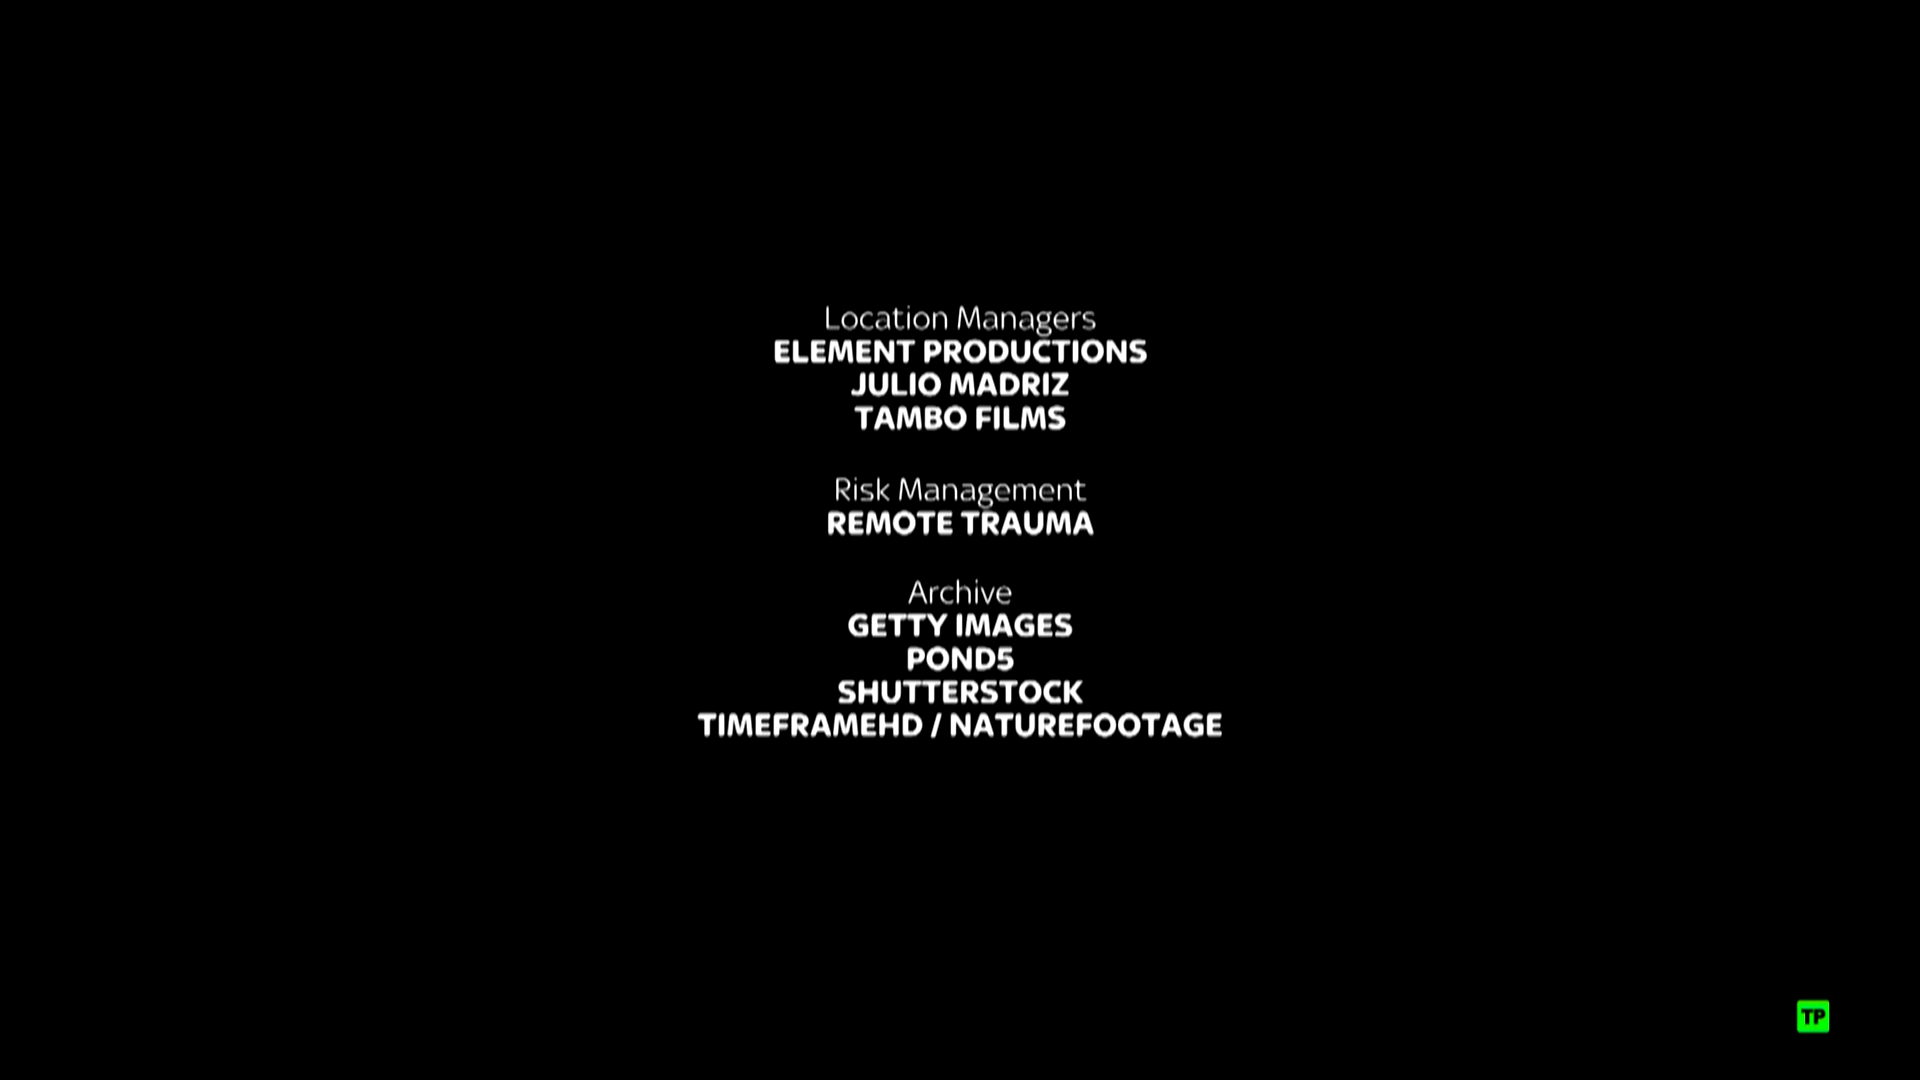 Location Managers
ELEMENT PRODUCTIONS
JULIO MADRIZ
TAMBO FILMS
Risk Management
REMOTE TRAUMA
Archive
GETTY IMAGES
POND5
SHUTTERSTOCK
TIMEFRAMEHD / NATUREFOOTAGE
TP